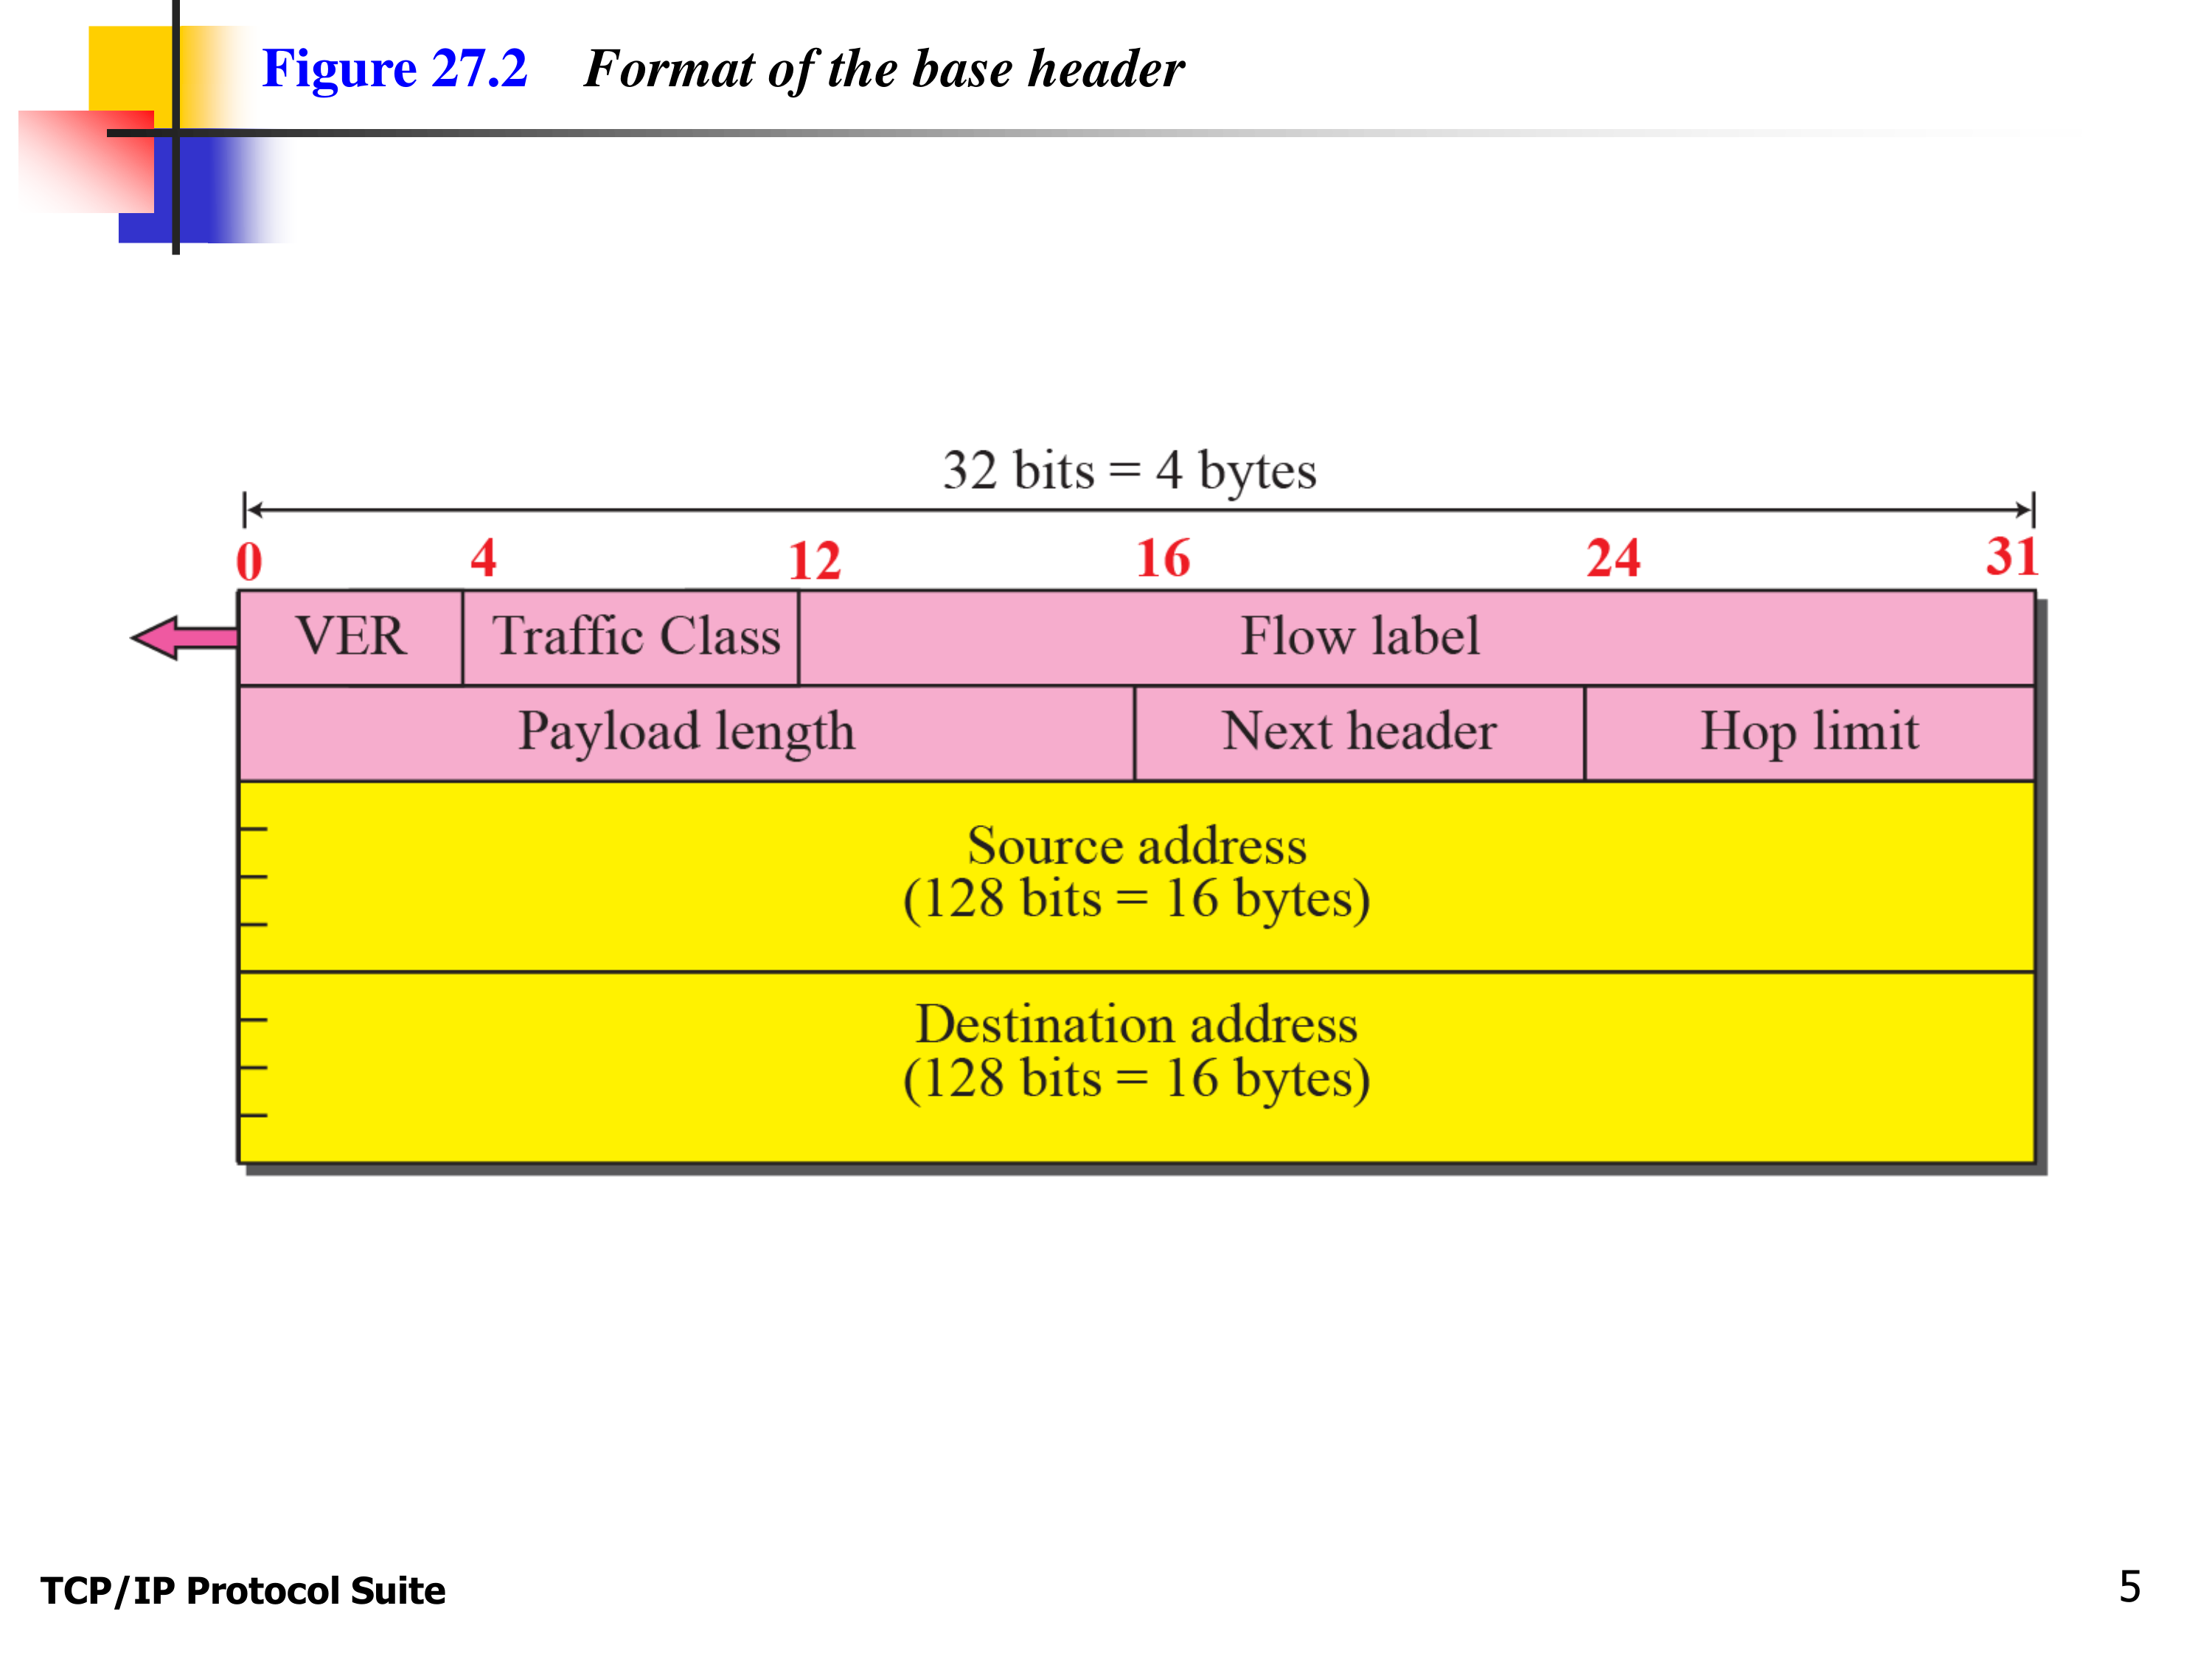 Figure 27.2 Format of the base header
32 bits = 4 bytes
0 4 12 16 24 31
VER Traffic Class Flow label
Payload length Next header Hop limit
Source address
(128 bits = 16 bytes)
Destination address
(128 bits = 16 bytes)
TCP/IP Protocol Suite 5